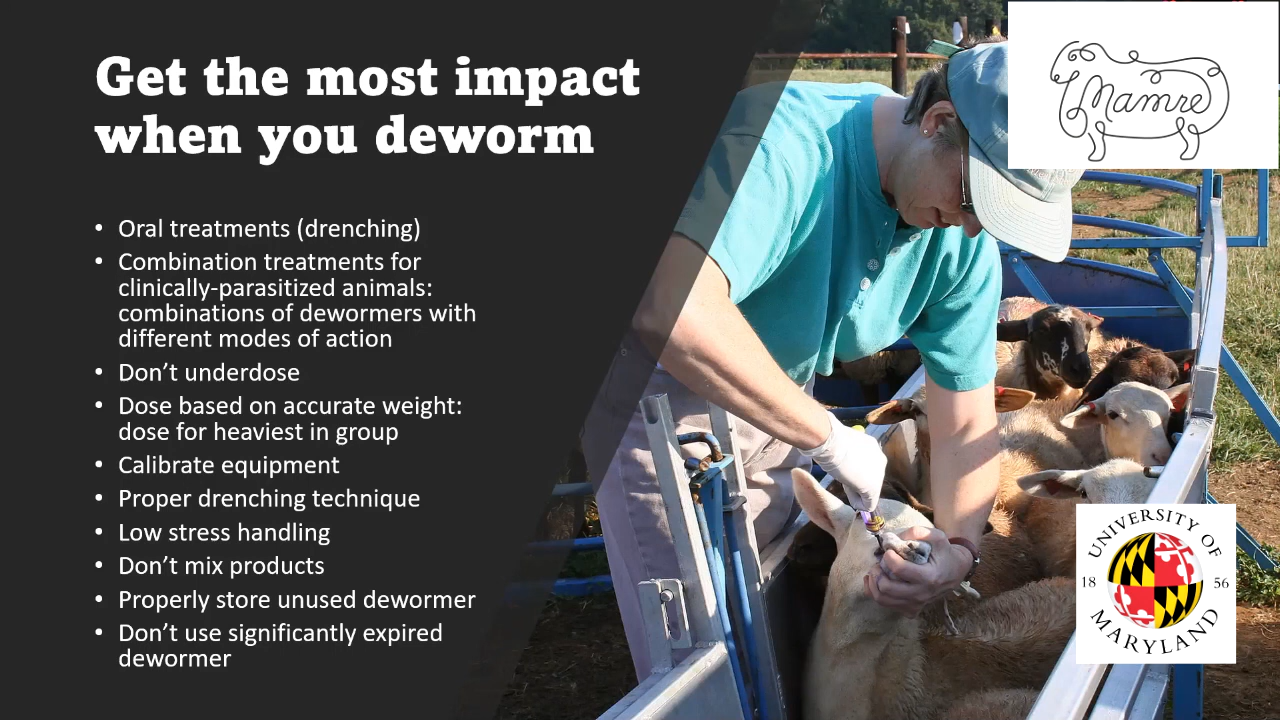 Get the most impact
when you deworm
• Oral treatments (drenching)
• Combination treatments for
clinically-parasitized animals:
combinations of dewormers with
different modes of action
• Don’t underdose
• Dose based on accurate weight:
dose for heaviest in group
• Calibrate equipment
• Proper drenching technique
• Low stress handling
• Don’t mix products
• Properly store unused dewormer
• Don’t use significantly expired
dewormer
Mamre
UNIVERSITY OF
18 56
MARYLAND